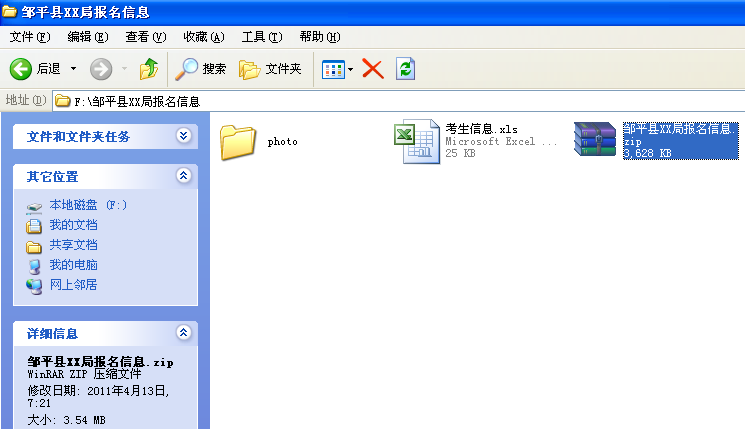 邹平县XX局报名信息
文件(F) 编辑(E) 查看(V) 收藏(A) 工具(T) 帮助(H)
后退 搜索 文件夹
地址(D) F:\邹平县XX局报名信息
文件和文件夹任务
其它位置
本地磁盘 (F:)
我的文档
共享文档
我的电脑
网上邻居
详细信息
邹平县XX局报名信息.zip
WinRAR ZIP 压缩文件
修改日期: 2011年4月13日,
7:21
大小: 3.54 MB
photo
考生信息.xls
Microsoft Excel ...
25 KB
邹平县XX局报名信息.
zip
3,628 KB